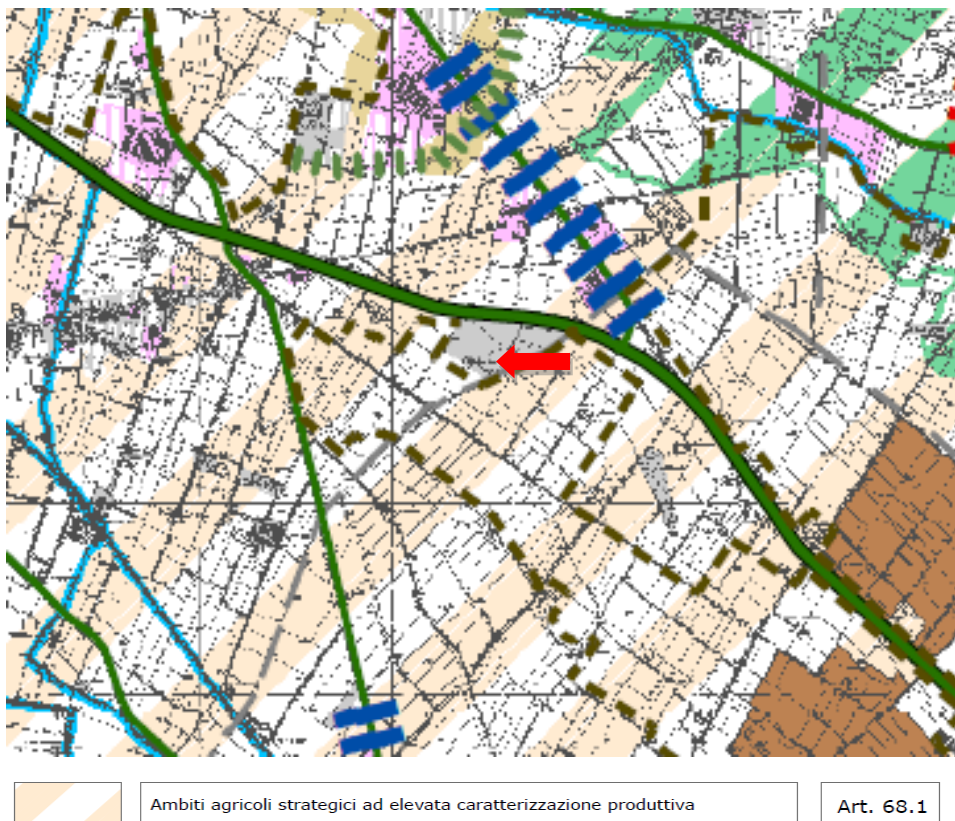 Ambiti agricoli strategici ad elevata caratterizzazione produttiva
Art. 68.1